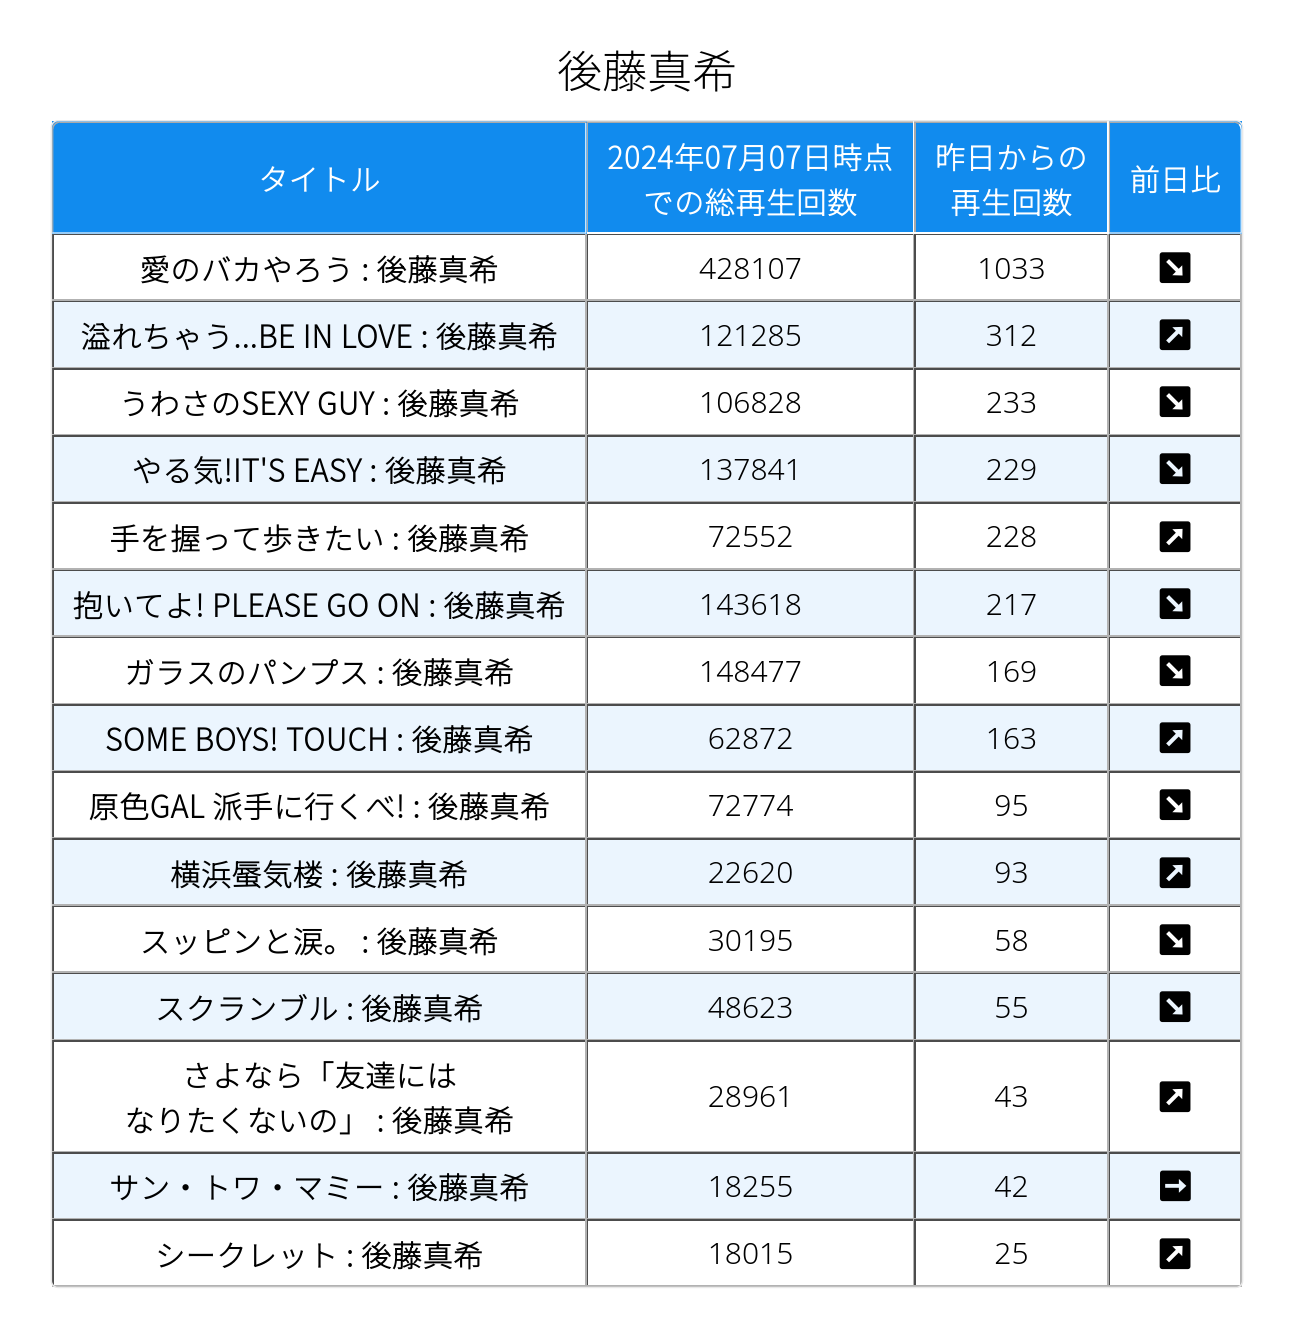 後藤真希
タイトル
2024年07月07日時点
での総再生回数
昨日からの
再生回数
前日比
愛のバカやろう : 後藤真希 428107 1033 ↘
溢れちゃう...BE IN LOVE : 後藤真希 121285 312 ↗
うわさのSEXY GUY : 後藤真希 106828 233 ↘
やる気!IT'S EASY : 後藤真希 137841 229 ↘
手を握って歩きたい : 後藤真希 72552 228 ↗
抱いてよ! PLEASE GO ON : 後藤真希 143618 217 ↘
ガラスのパンプス : 後藤真希 148477 169 ↘
SOME BOYS! TOUCH : 後藤真希 62872 163 ↗
原色GAL 派手に行くべ! : 後藤真希 72774 95 ↘
横浜蜃気楼 : 後藤真希 22620 93 ↗
スッピンと涙。 : 後藤真希 30195 58 ↘
スクランブル : 後藤真希 48623 55 ↘
さよなら「友達には
なりたくないの」 : 後藤真希 28961 43 ↗
サン・トワ・マミー : 後藤真希 18255 42 →
シークレット : 後藤真希 18015 25 ↗